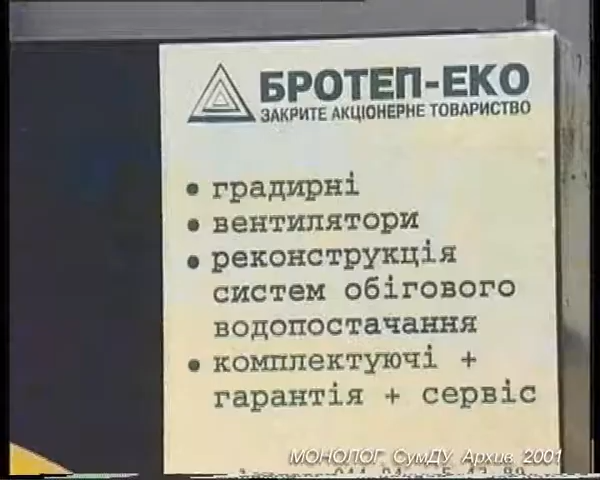 БРОТЕП-ЕКО
ЗАКРИТЕ АКЦІОНЕРНЕ ТОВАРИСТВО
• градирні
• вентилятори
• реконструкція
систем обігового
водопостачання
• комплектуючі +
гарантія + сервіс
МОНОЛОГ. СумДУ. Архив. 2001